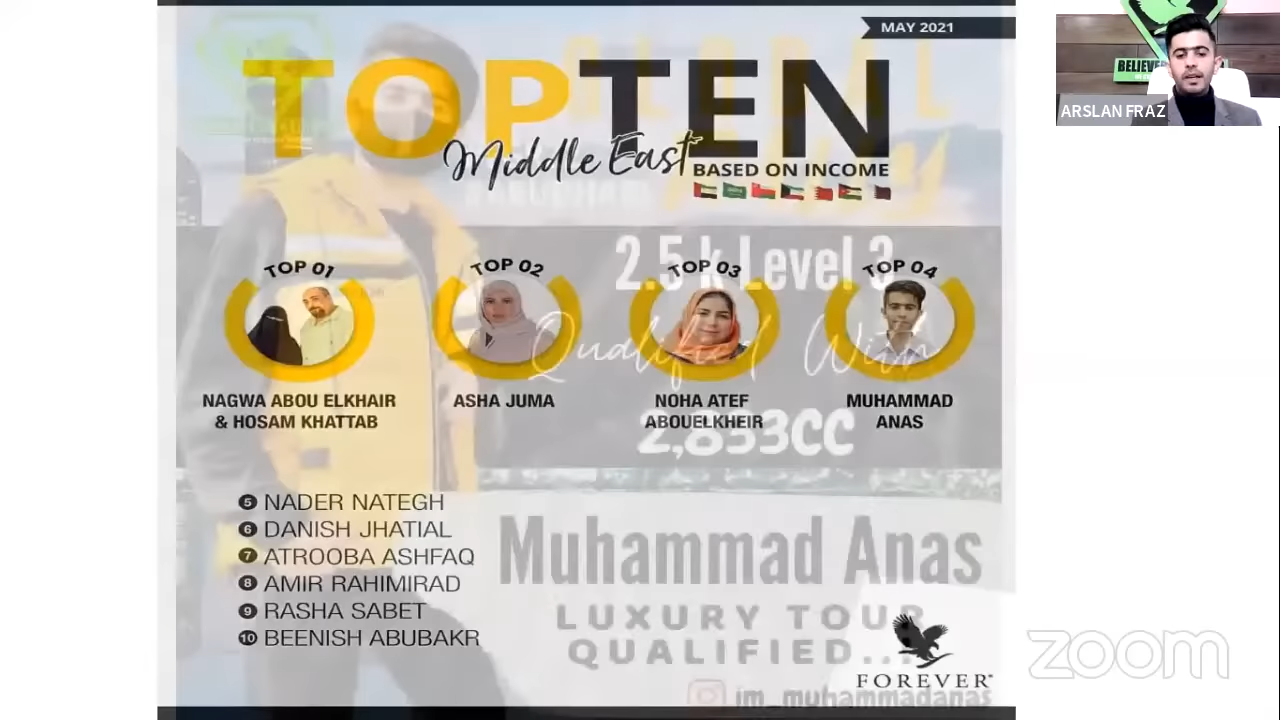 MAY 2021
TOP TEN
Middle East
BASED ON INCOME
TOP 01
TOP 02
TOP 03
TOP 04
NAGWA ABOU ELKHAIR
& HOSAM KHATTAB
ASHA JUMA
NOHA ATEF
ABOUELKHEIR
MUHAMMAD
ANAS
2.5 k Level 3
Qualified With
2,833CC
5 NADER NATEGH
6 DANISH JHATIAL
7 ATROOBA ASHFAQ
8 AMIR RAHIMIRAD
9 RASHA SABET
10 BEENISH ABUBAKR
Muhammad Anas
LUXURY TOUR
QUALIFIED...
FOREVER
im_muhammadanas
GLOBAL
BELIEVER
ARSLAN FRAZ
zoom